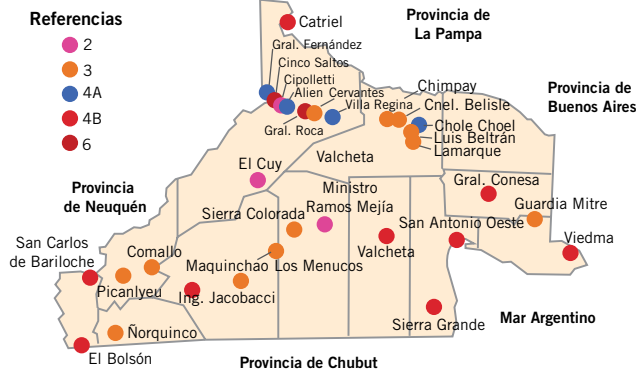 Referencias
2
3
4A
4B
6
Catriel
Provincia de
La Pampa
Gral. Fernández
Cinco Saltos
Cipolletti
Alien Cervantes
Villa Regina
Gral. Roca
Chimpay
Cnel. Belisle
Chole Choel
Luis Beltrán
Lamarque
Provincia de
Buenos Aires
Valcheta
El Cuy
Provincia
de Neuquén
Ministro
Ramos Mejía
Sierra Colorada
Gral. Conesa
Guardia Mitre
San Antonio Oeste
Viedma
San Carlos
de Bariloche
Comallo
Maquinchao Los Menucos
Valcheta
Picanlyeu
Ing. Jacobacci
Sierra Grande
Mar Argentino
Ñorquinco
El Bolsón
Provincia de Chubut